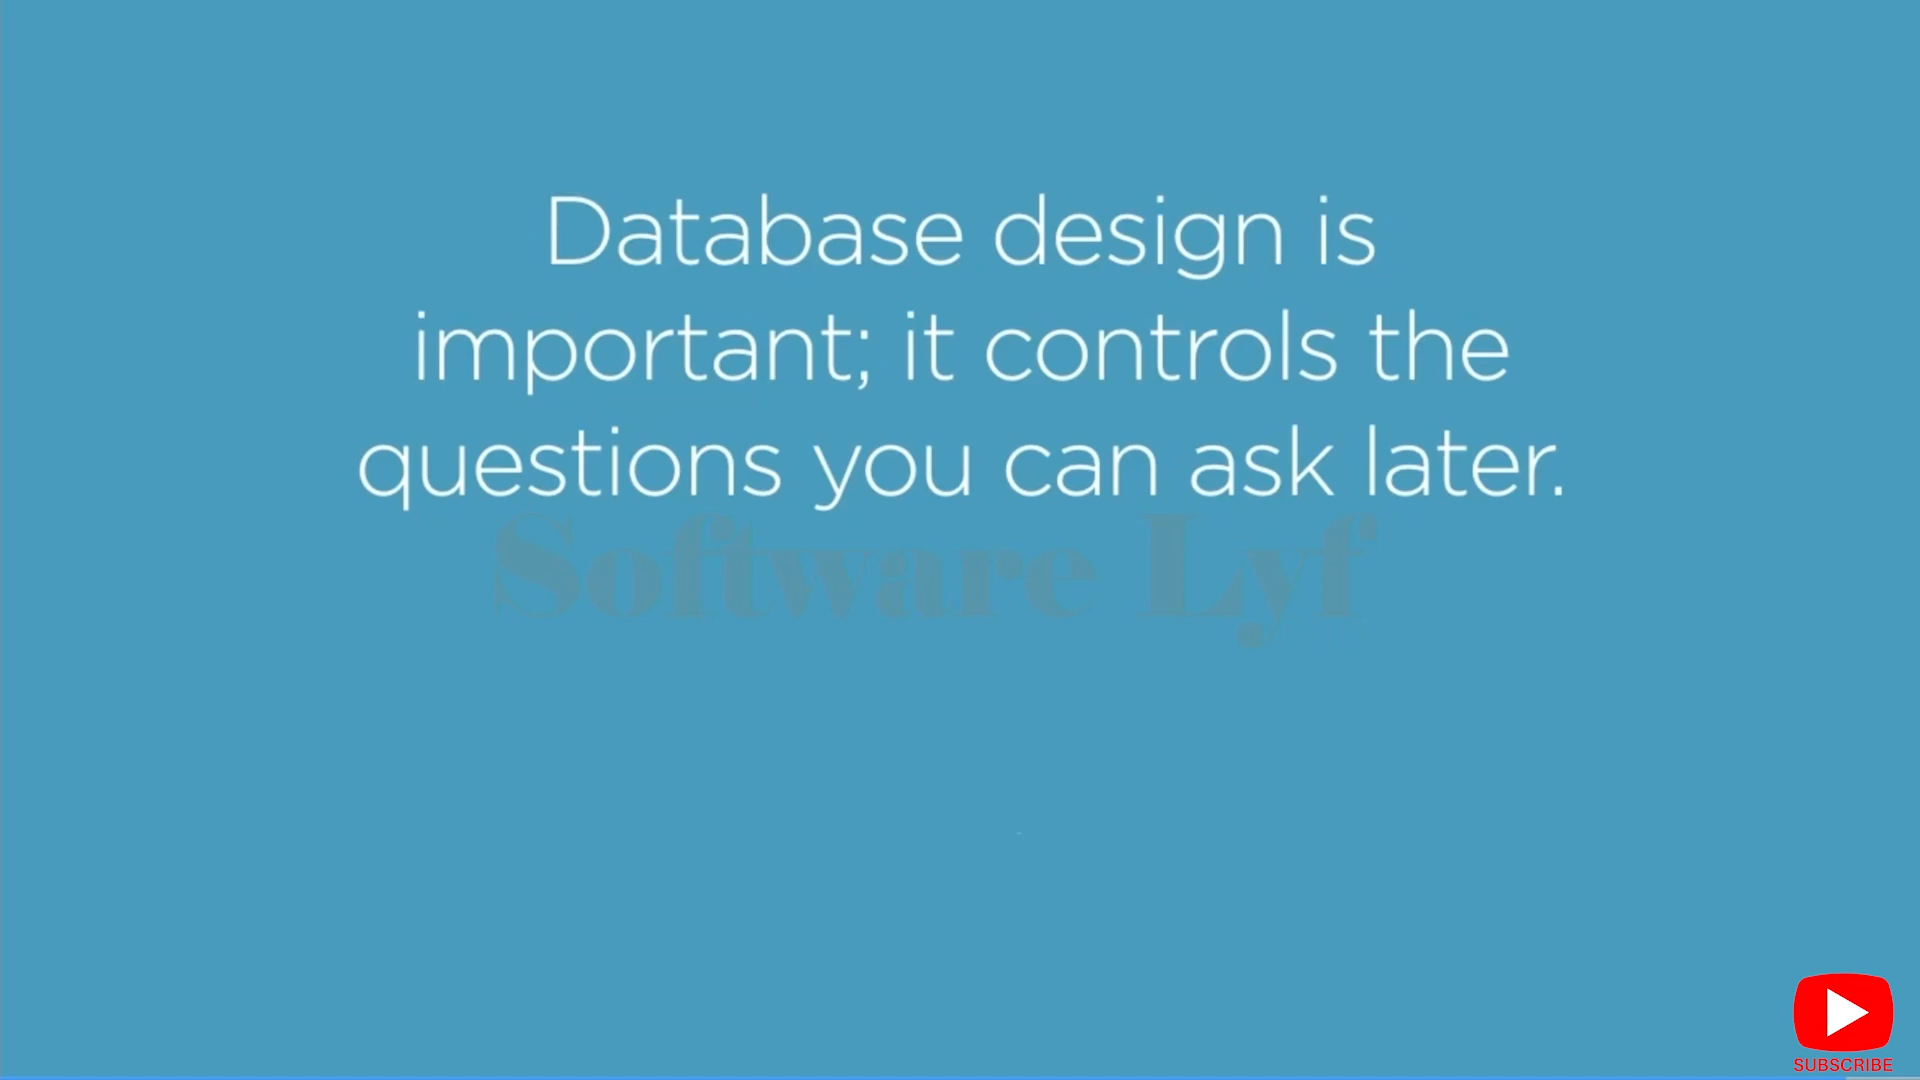 Database design is
important; it controls the
questions you can ask later.
Software Lyf
SUBSCRIBE